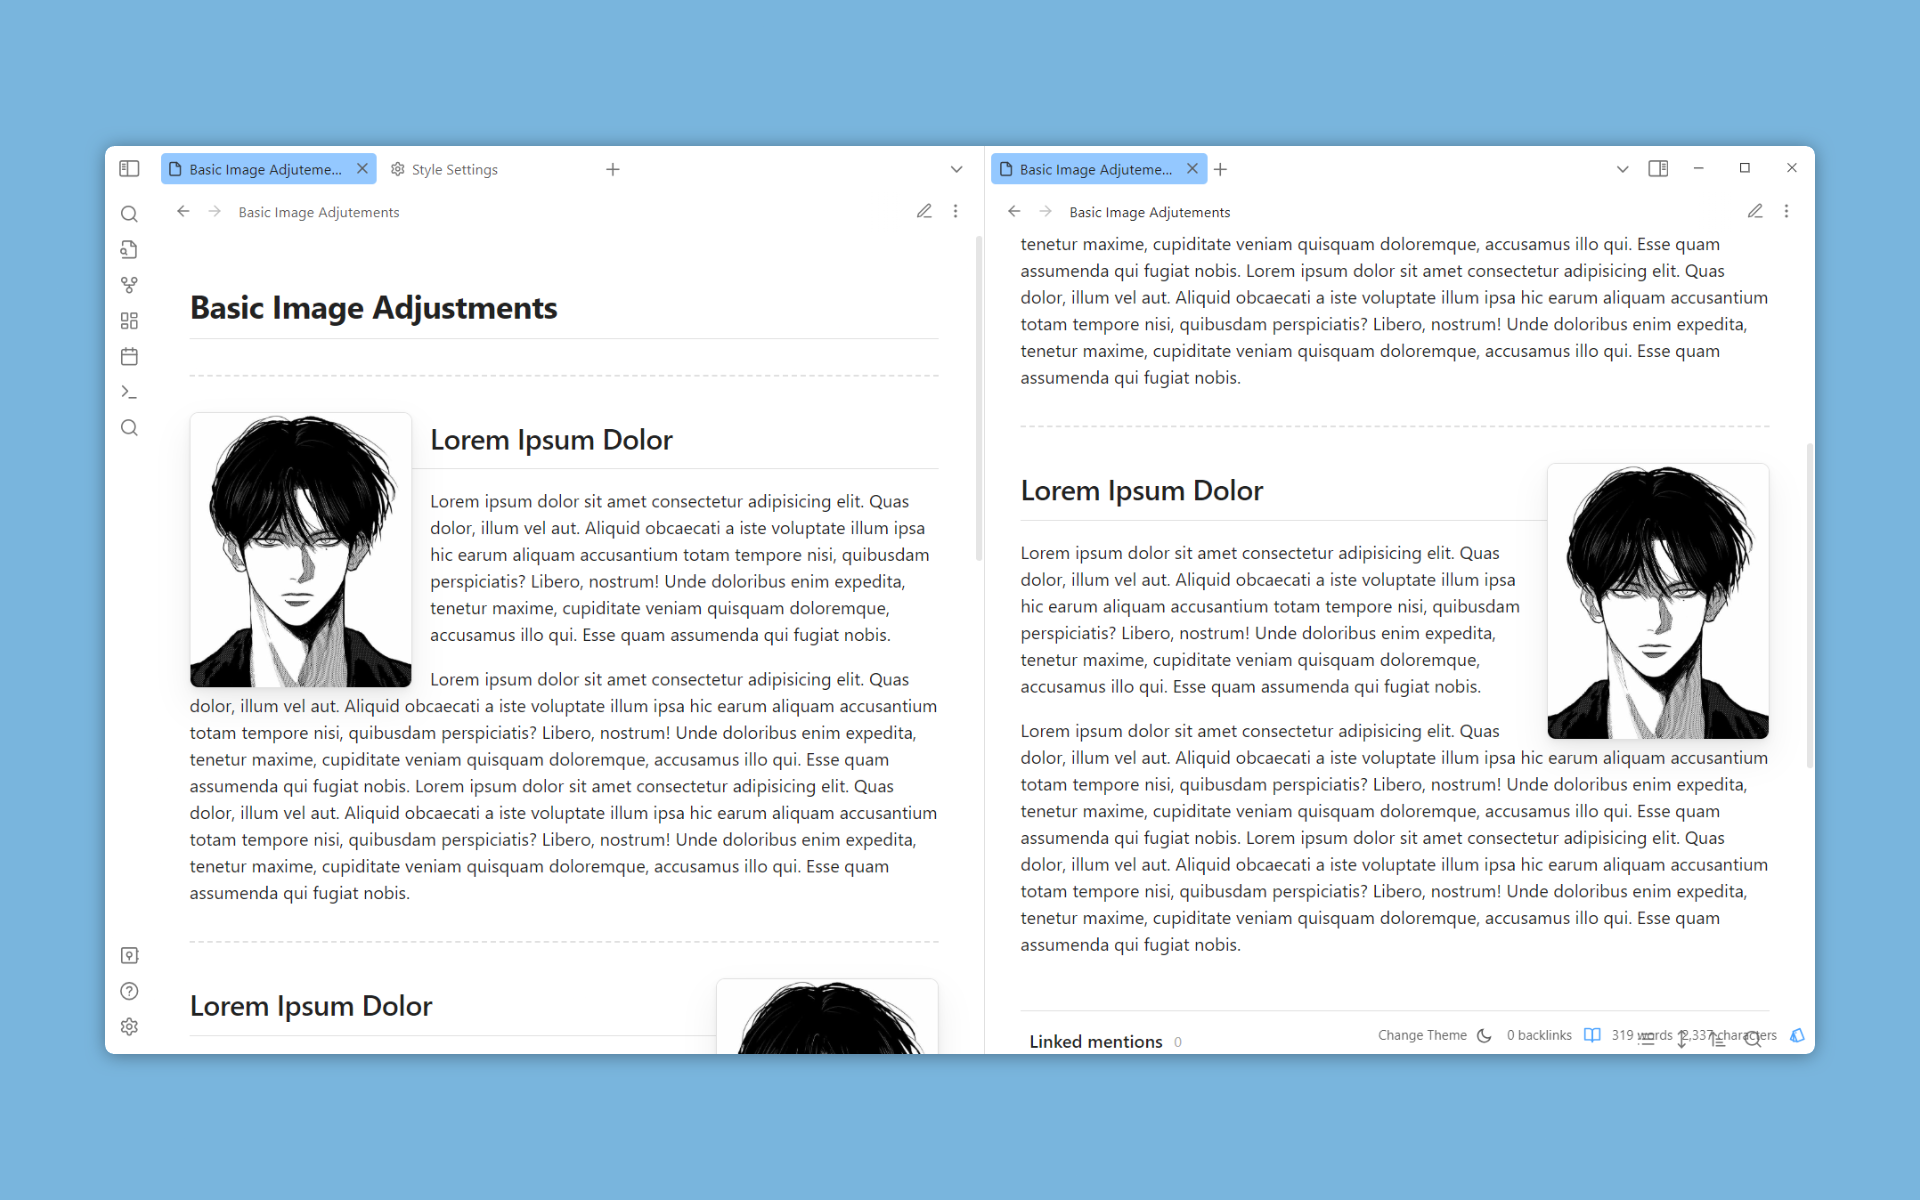 Basic Image Adjuteme...
Style Settings
Basic Image Adjutements
Basic Image Adjustments
Lorem Ipsum Dolor
Lorem ipsum dolor sit amet consectetur adipisicing elit. Quas
dolor, illum vel aut. Aliquid obcaecati a iste voluptate illum ipsa
hic earum aliquam accusantium totam tempore nisi, quibusdam
perspiciatis? Libero, nostrum! Unde doloribus enim expedita,
tenetur maxime, cupiditate veniam quisquam doloremque,
accusamus illo qui. Esse quam assumenda qui fugiat nobis.
Lorem ipsum dolor sit amet consectetur adipisicing elit. Quas
dolor, illum vel aut. Aliquid obcaecati a iste voluptate illum ipsa hic earum aliquam accusantium
totam tempore nisi, quibusdam perspiciatis? Libero, nostrum! Unde doloribus enim expedita,
tenetur maxime, cupiditate veniam quisquam doloremque, accusamus illo qui. Esse quam
assumenda qui fugiat nobis. Lorem ipsum dolor sit amet consectetur adipisicing elit. Quas
dolor, illum vel aut. Aliquid obcaecati a iste voluptate illum ipsa hic earum aliquam accusantium
totam tempore nisi, quibusdam perspiciatis? Libero, nostrum! Unde doloribus enim expedita,
tenetur maxime, cupiditate veniam quisquam doloremque, accusamus illo qui. Esse quam
assumenda qui fugiat nobis.
Lorem Ipsum Dolor
Basic Image Adjuteme...
Basic Image Adjutements
tenetur maxime, cupiditate veniam quisquam doloremque, accusamus illo qui. Esse quam
assumenda qui fugiat nobis. Lorem ipsum dolor sit amet consectetur adipisicing elit. Quas
dolor, illum vel aut. Aliquid obcaecati a iste voluptate illum ipsa hic earum aliquam accusantium
totam tempore nisi, quibusdam perspiciatis? Libero, nostrum! Unde doloribus enim expedita,
tenetur maxime, cupiditate veniam quisquam doloremque, accusamus illo qui. Esse quam
assumenda qui fugiat nobis.
Lorem Ipsum Dolor
Lorem ipsum dolor sit amet consectetur adipisicing elit. Quas
dolor, illum vel aut. Aliquid obcaecati a iste voluptate illum ipsa
hic earum aliquam accusantium totam tempore nisi, quibusdam
perspiciatis? Libero, nostrum! Unde doloribus enim expedita,
tenetur maxime, cupiditate veniam quisquam doloremque,
accusamus illo qui. Esse quam assumenda qui fugiat nobis.
Lorem ipsum dolor sit amet consectetur adipisicing elit. Quas
dolor, illum vel aut. Aliquid obcaecati a iste voluptate illum ipsa hic earum aliquam accusantium
totam tempore nisi, quibusdam perspiciatis? Libero, nostrum! Unde doloribus enim expedita,
tenetur maxime, cupiditate veniam quisquam doloremque, accusamus illo qui. Esse quam
assumenda qui fugiat nobis. Lorem ipsum dolor sit amet consectetur adipisicing elit. Quas
dolor, illum vel aut. Aliquid obcaecati a iste voluptate illum ipsa hic earum aliquam accusantium
totam tempore nisi, quibusdam perspiciatis? Libero, nostrum! Unde doloribus enim expedita,
tenetur maxime, cupiditate veniam quisquam doloremque, accusamus illo qui. Esse quam
assumenda qui fugiat nobis.
Linked mentions 0
Change Theme 0 backlinks 319 words 2,337 characters